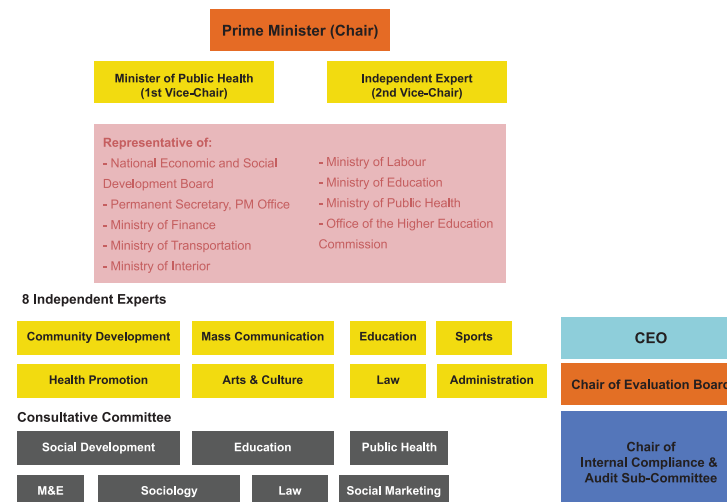 Prime Minister (Chair)
Minister of Public Health
(1st Vice-Chair)
Independent Expert
(2nd Vice-Chair)
Representative of:
- National Economic and Social
Development Board
- Permanent Secretary, PM Office
- Ministry of Finance
- Ministry of Transportation
- Ministry of Interior
- Ministry of Labour
- Ministry of Education
- Ministry of Public Health
- Office of the Higher Education
Commission
8 Independent Experts
Community Development
Mass Communication
Education
Sports
Health Promotion
Arts & Culture
Law
Administration
Consultative Committee
Social Development
Education
Public Health
M&E
Sociology
Law
Social Marketing
CEO
Chair of Evaluation Board
Chair of
Internal Compliance &
Audit Sub-Committee